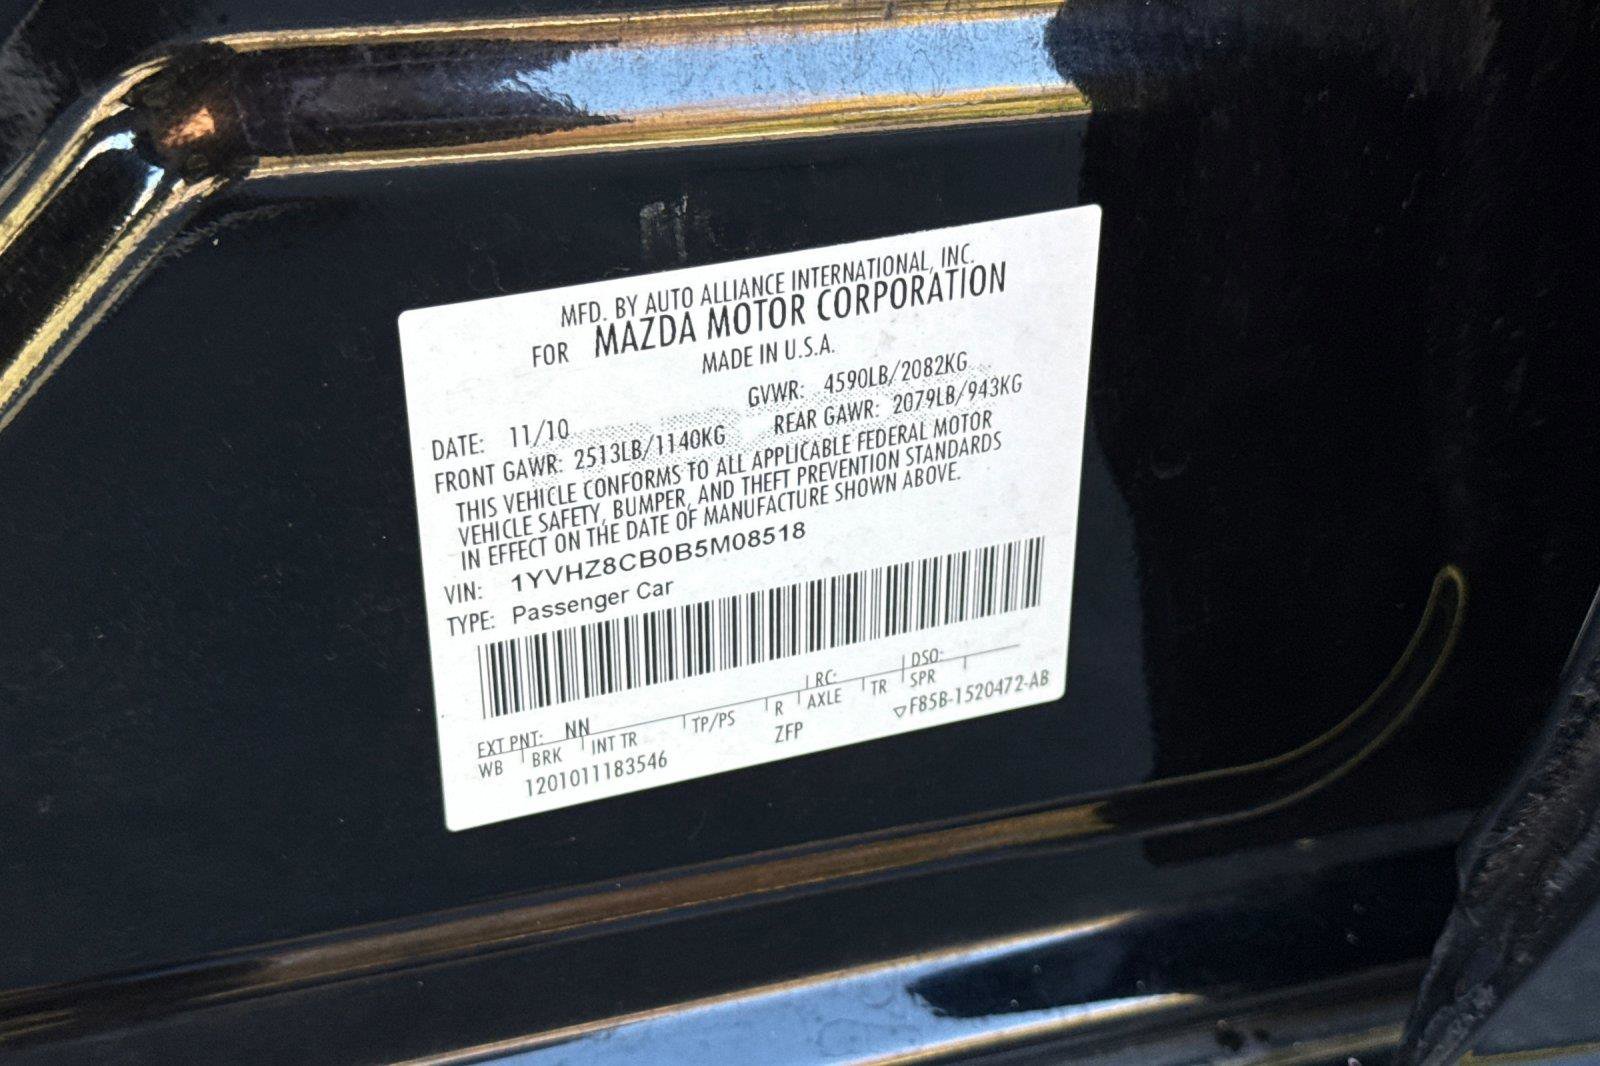 MFD. BY AUTO ALLIANCE INTERNATIONAL, INC.
FOR MAZDA MOTOR CORPORATION
MADE IN U.S.A.
DATE: 11/10 GVWR: 4590LB/2082KG
FRONT GAWR: 2513LB/1140KG REAR GAWR: 2079LB/943KG
THIS VEHICLE CONFORMS TO ALL APPLICABLE FEDERAL MOTOR
VEHICLE SAFETY, BUMPER, AND THEFT PREVENTION STANDARDS
IN EFFECT ON THE DATE OF MANUFACTURE SHOWN ABOVE.
VIN: 1YVHZ8CB0B5M08518
TYPE: Passenger Car
EXT PNT: NN RC: DSO:
WB BRK INT TR TP/PS R AXLE TR SPR
1201011183546 ZFP ▽F85B-1520472-AB